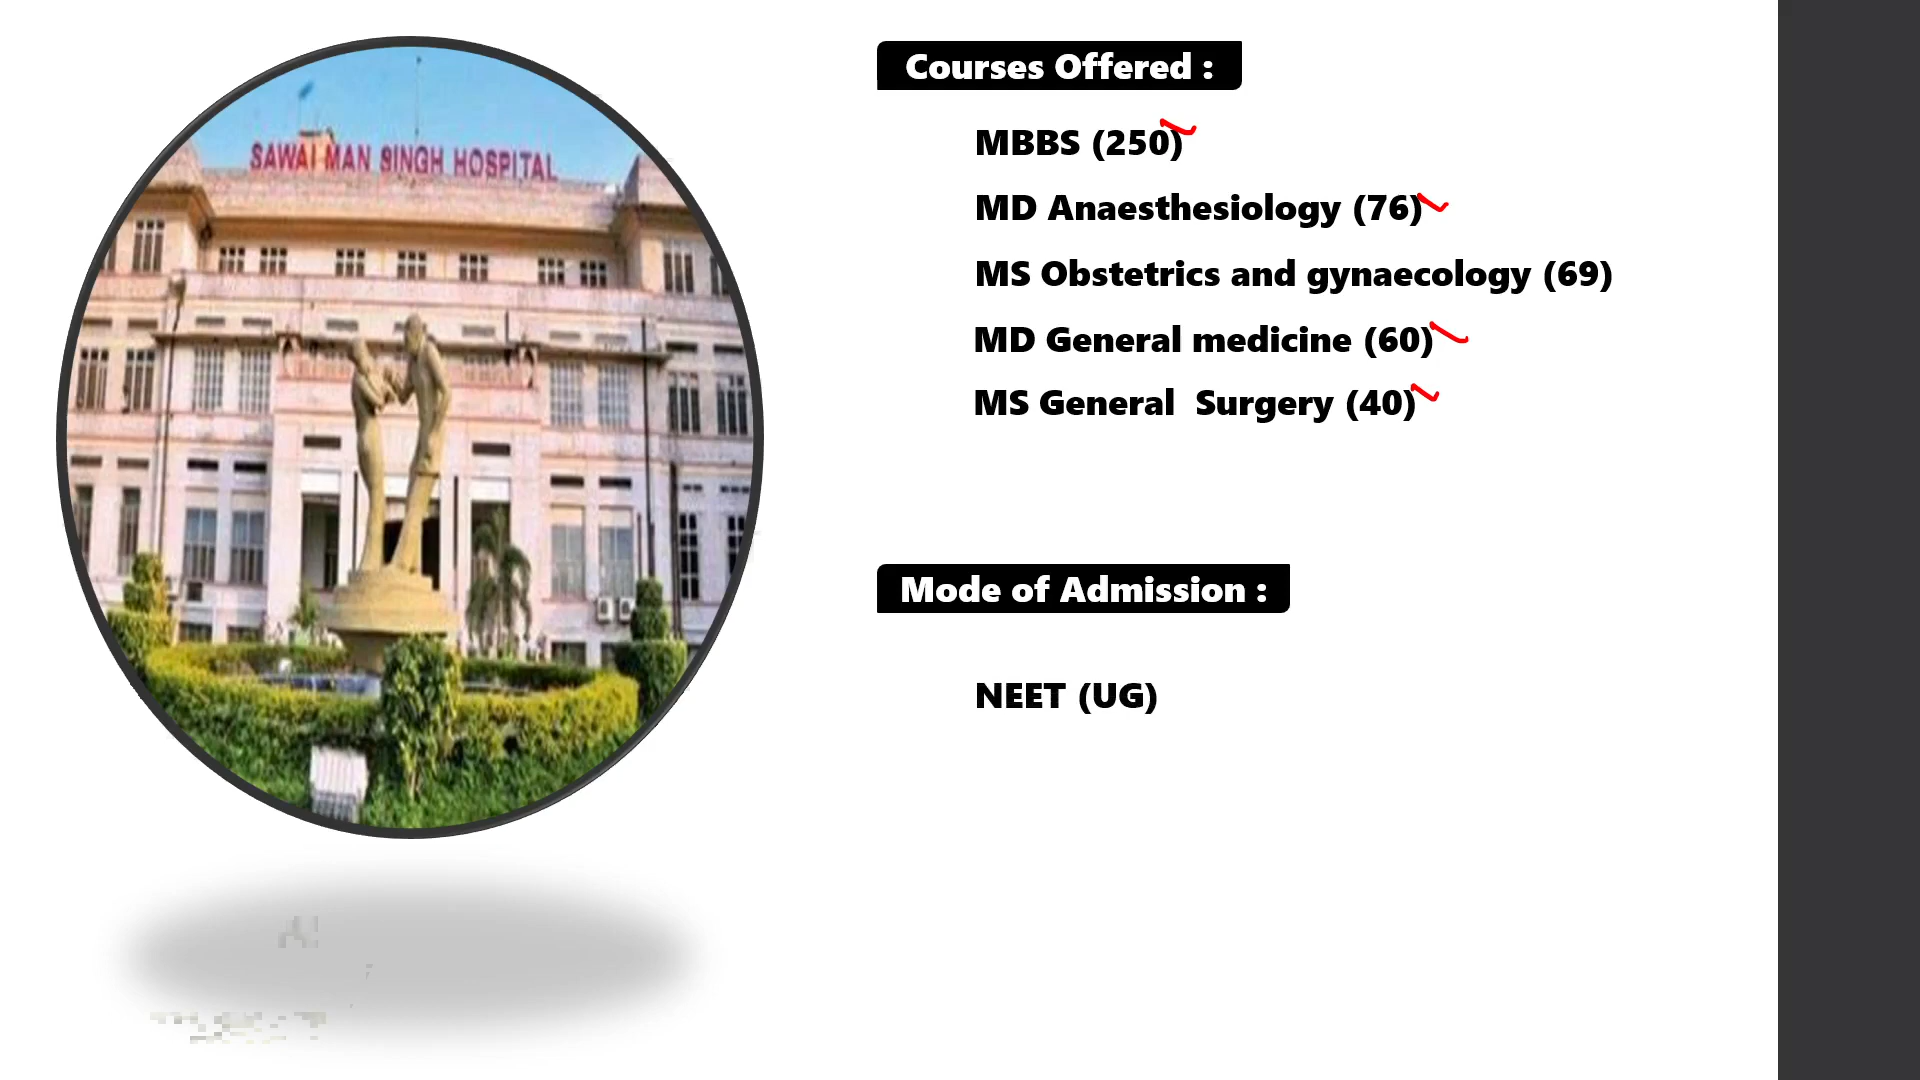 SAWAI MAN SINGH HOSPITAL
Courses Offered :
MBBS (250)
MD Anaesthesiology (76)
MS Obstetrics and gynaecology (69)
MD General medicine (60)
MS General  Surgery (40)
Mode of Admission :
NEET (UG)